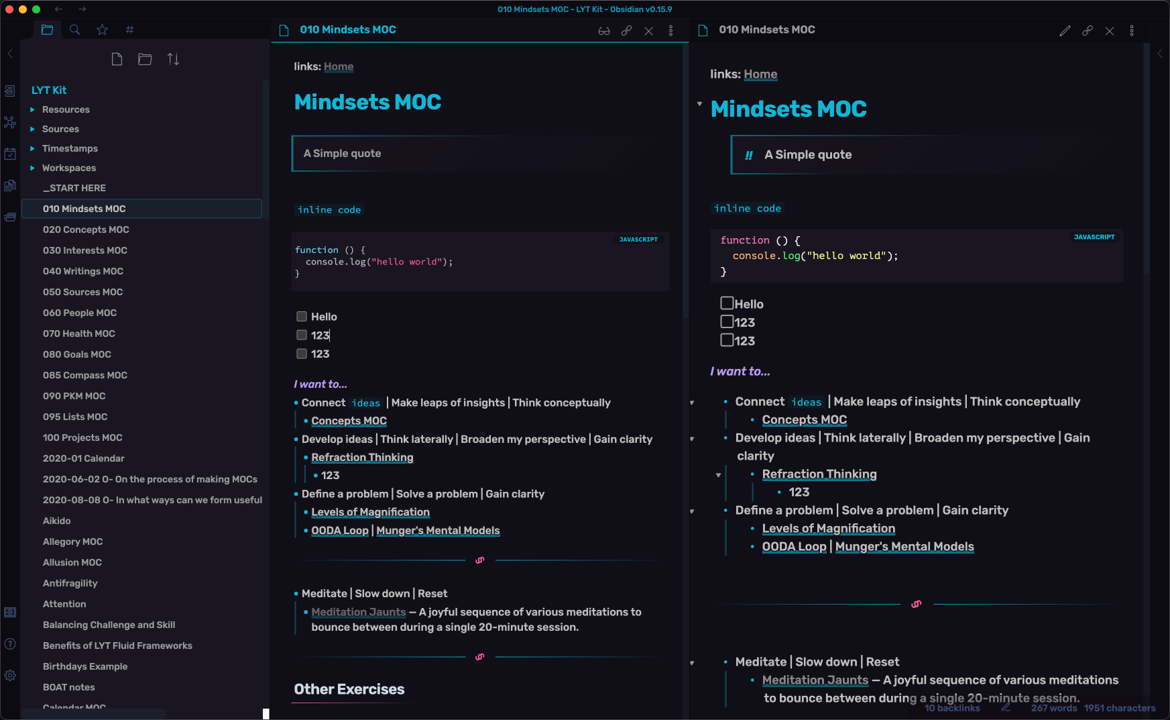 010 Mindsets MOC - LYT Kit - Obsidian v0.15.9
LYT Kit
Resources
Sources
Timestamps
Workspaces
_START HERE
010 Mindsets MOC
020 Concepts MOC
030 Interests MOC
040 Writings MOC
050 Sources MOC
060 People MOC
070 Health MOC
080 Goals MOC
085 Compass MOC
090 PKM MOC
095 Lists MOC
100 Projects MOC
2020-01 Calendar
2020-06-02 0- On the process of making MOCs
2020-08-08 0- In what ways can we form useful
Aikido
Allegory MOC
Allusion MOC
Antifragility
Attention
Balancing Challenge and Skill
Benefits of LYT Fluid Frameworks
Birthdays Example
BOAT notes
Calendar MOC
010 Mindsets MOC
links: Home
Mindsets MOC
A Simple quote
inline code
JAVASCRIPT
function () {
console.log("hello world");
}
Hello
123
123
I want to...
• Connect ideas | Make leaps of insights | Think conceptually
• Concepts MOC
• Develop ideas | Think laterally | Broaden my perspective | Gain clarity
• Refraction Thinking
• 123
• Define a problem | Solve a problem | Gain clarity
• Levels of Magnification
• OODA Loop | Munger's Mental Models
• Meditate | Slow down | Reset
• Meditation Jaunts — A joyful sequence of various meditations to
bounce between during a single 20-minute session.
Other Exercises
010 Mindsets MOC
links: Home
Mindsets MOC
!! A Simple quote
inline code
JAVASCRIPT
function () {
console.log("hello world");
}
Hello
123
123
I want to...
• Connect ideas | Make leaps of insights | Think conceptually
• Concepts MOC
• Develop ideas | Think laterally | Broaden my perspective | Gain
clarity
• Refraction Thinking
• 123
• Define a problem | Solve a problem | Gain clarity
• Levels of Magnification
• OODA Loop | Munger's Mental Models
• Meditate | Slow down | Reset
• Meditation Jaunts — A joyful sequence of various meditations
to bounce between during a single 20-minute session.
10 backlinks 267 words 1951 characters